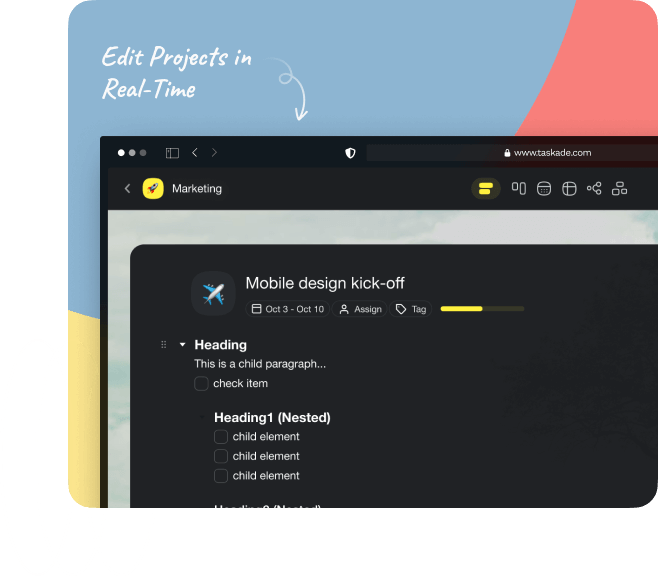 Edit Projects in
Real-Time
www.taskade.com
Marketing
Mobile design kick-off
Oct 3 - Oct 10 Assign Tag
Heading
This is a child paragraph...
check item
Heading1 (Nested)
child element
child element
child element